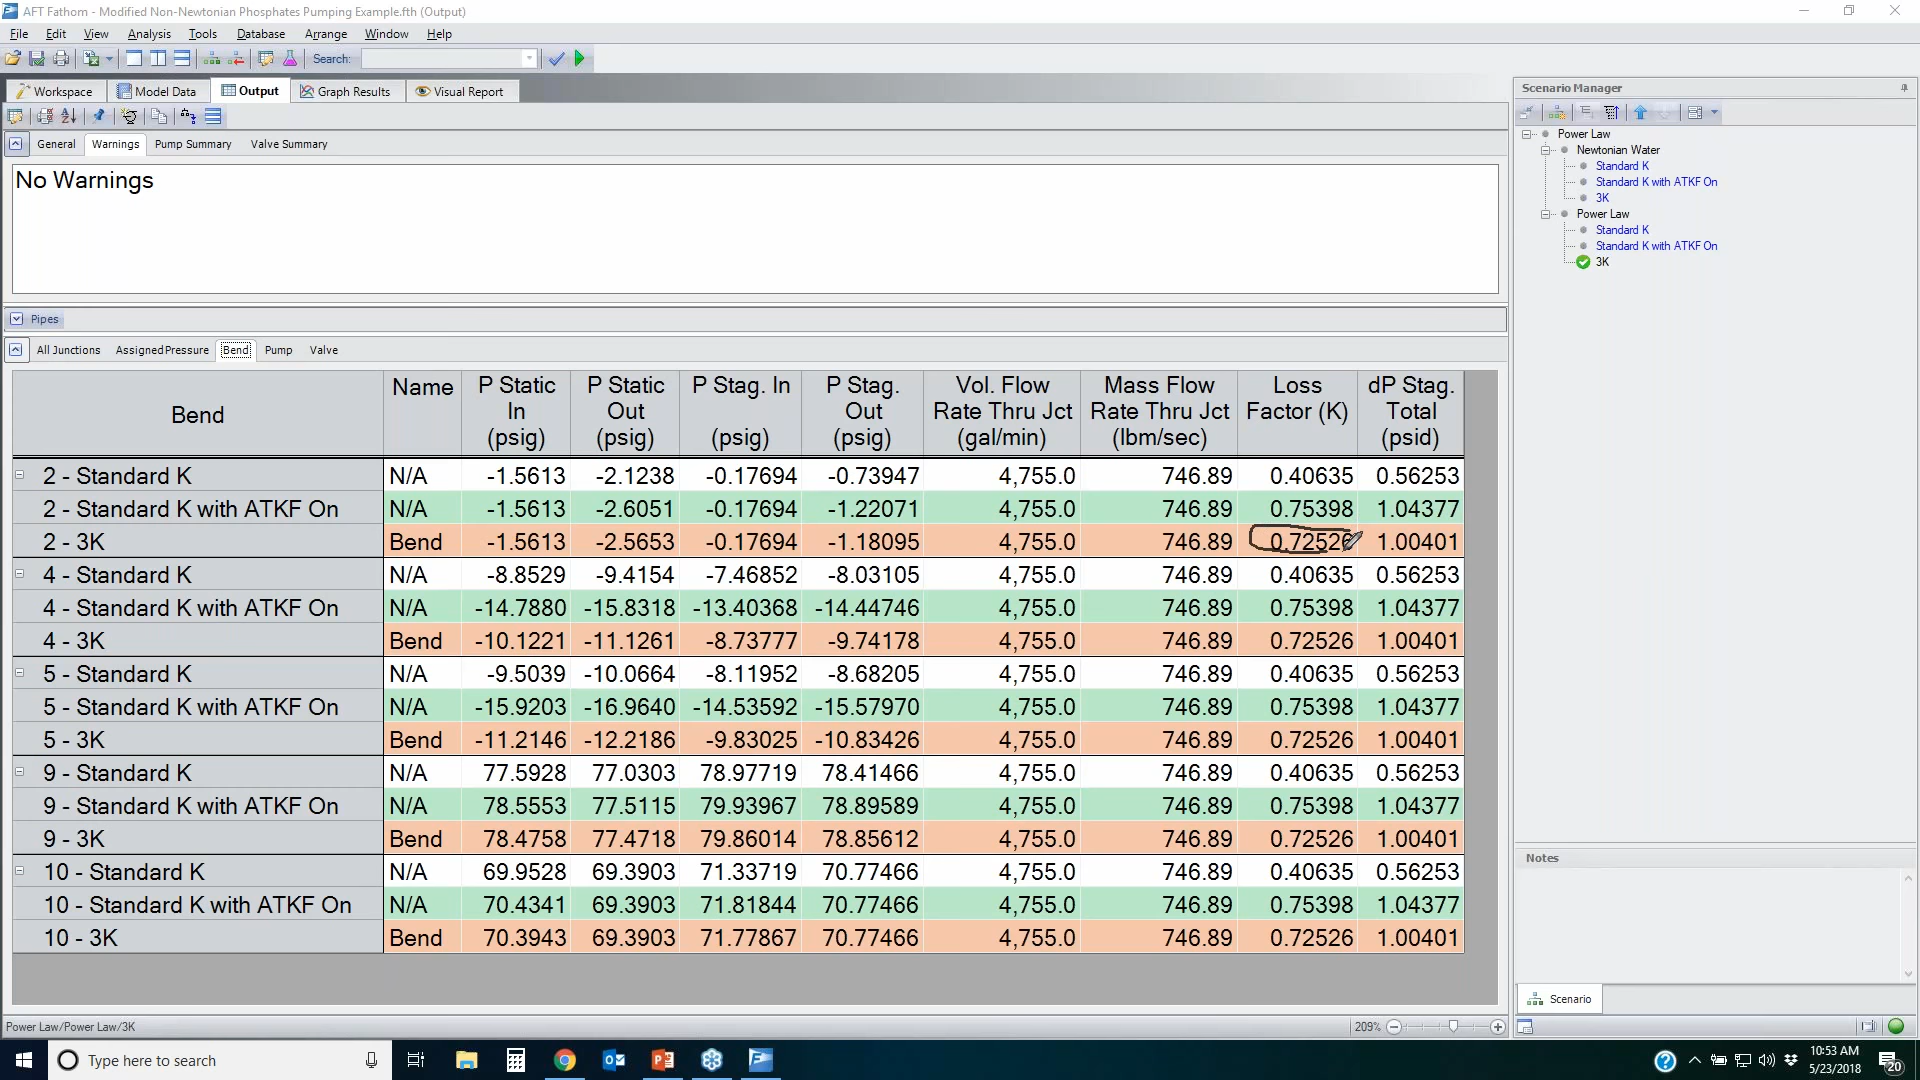 AFT Fathom - Modified Non-Newtonian Phosphates Pumping Example.fth (Output)
File Edit View Analysis Tools Database Arrange Window Help
Search:
Workspace Model Data Output Graph Results Visual Report
General Warnings Pump Summary Valve Summary
No Warnings
Pipes
All Junctions AssignedPressure Bend Pump Valve
Bend Name P Static In (psig) P Static Out (psig) P Stag. In (psig) P Stag. Out (psig) Vol. Flow Rate Thru Jct (gal/min) Mass Flow Rate Thru Jct (lbm/sec) Loss Factor (K) dP Stag. Total (psid)
2 - Standard K N/A -1.5613 -2.1238 -0.17694 -0.73947 4,755.0 746.89 0.40635 0.56253
2 - Standard K with ATKF On N/A -1.5613 -2.6051 -0.17694 -1.22071 4,755.0 746.89 0.75398 1.04377
2 - 3K Bend -1.5613 -2.5653 -0.17694 -1.18095 4,755.0 746.89 0.72526 1.00401
4 - Standard K N/A -8.8529 -9.4154 -7.46852 -8.03105 4,755.0 746.89 0.40635 0.56253
4 - Standard K with ATKF On N/A -14.7880 -15.8318 -13.40368 -14.44746 4,755.0 746.89 0.75398 1.04377
4 - 3K Bend -10.1221 -11.1261 -8.73777 -9.74178 4,755.0 746.89 0.72526 1.00401
5 - Standard K N/A -9.5039 -10.0664 -8.11952 -8.68205 4,755.0 746.89 0.40635 0.56253
5 - Standard K with ATKF On N/A -15.9203 -16.9640 -14.53592 -15.57970 4,755.0 746.89 0.75398 1.04377
5 - 3K Bend -11.2146 -12.2186 -9.83025 -10.83426 4,755.0 746.89 0.72526 1.00401
9 - Standard K N/A 77.5928 77.0303 78.97719 78.41466 4,755.0 746.89 0.40635 0.56253
9 - Standard K with ATKF On N/A 78.5553 77.5115 79.93967 78.89589 4,755.0 746.89 0.75398 1.04377
9 - 3K Bend 78.4758 77.4718 79.86014 78.85612 4,755.0 746.89 0.72526 1.00401
10 - Standard K N/A 69.9528 69.3903 71.33719 70.77466 4,755.0 746.89 0.40635 0.56253
10 - Standard K with ATKF On N/A 70.4341 69.3903 71.81844 70.77466 4,755.0 746.89 0.75398 1.04377
10 - 3K Bend 70.3943 69.3903 71.77867 70.77466 4,755.0 746.89 0.72526 1.00401
Scenario Manager
Power Law
Newtonian Water
Standard K
Standard K with ATKF On
3K
Power Law
Standard K
Standard K with ATKF On
3K
Notes
Scenario
Power Law/Power Law/3K
209%
Type here to search
10:53 AM
5/23/2018
20